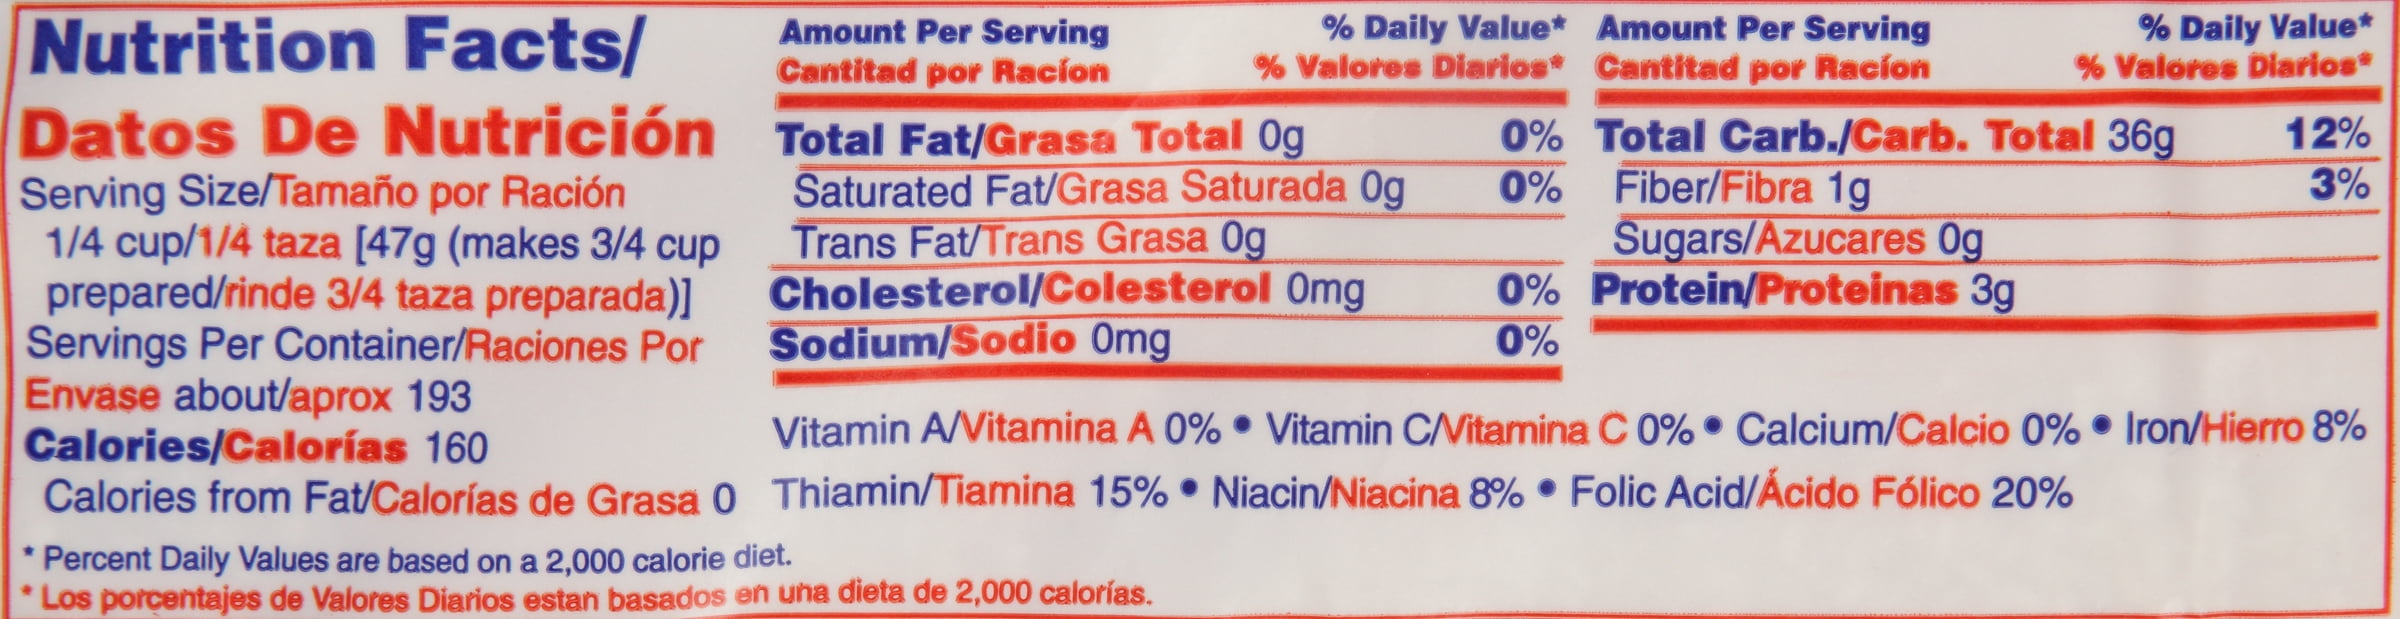 Nutrition Facts/
Datos De Nutrición
Serving Size/Tamaño por Ración
1/4 cup/1/4 taza [47g (makes 3/4 cup
prepared/rinde 3/4 taza preparada)]
Servings Per Container/Raciones Por
Envase about/aprox 193
Calories/Calorías 160
Calories from Fat/Calorías de Grasa 0
* Percent Daily Values are based on a 2,000 calorie diet.
* Los porcentajes de Valores Diarios estan basados en una dieta de 2,000 calorías.
Amount Per Serving % Daily Value*
Cantitad por Racíon % Valores Diarios*
Total Fat/Grasa Total 0g 0%
Saturated Fat/Grasa Saturada 0g 0%
Trans Fat/Trans Grasa 0g
Cholesterol/Colesterol 0mg 0%
Sodium/Sodio 0mg 0%
Amount Per Serving % Daily Value*
Cantitad por Racíon % Valores Diarios*
Total Carb./Carb. Total 36g 12%
Fiber/Fibra 1g 3%
Sugars/Azucares 0g
Protein/Proteinas 3g
Vitamin A/Vitamina A 0% • Vitamin C/Vitamina C 0% • Calcium/Calcio 0% • Iron/Hierro 8%
Thiamin/Tiamina 15% • Niacin/Niacina 8% • Folic Acid/Ácido Fólico 20%